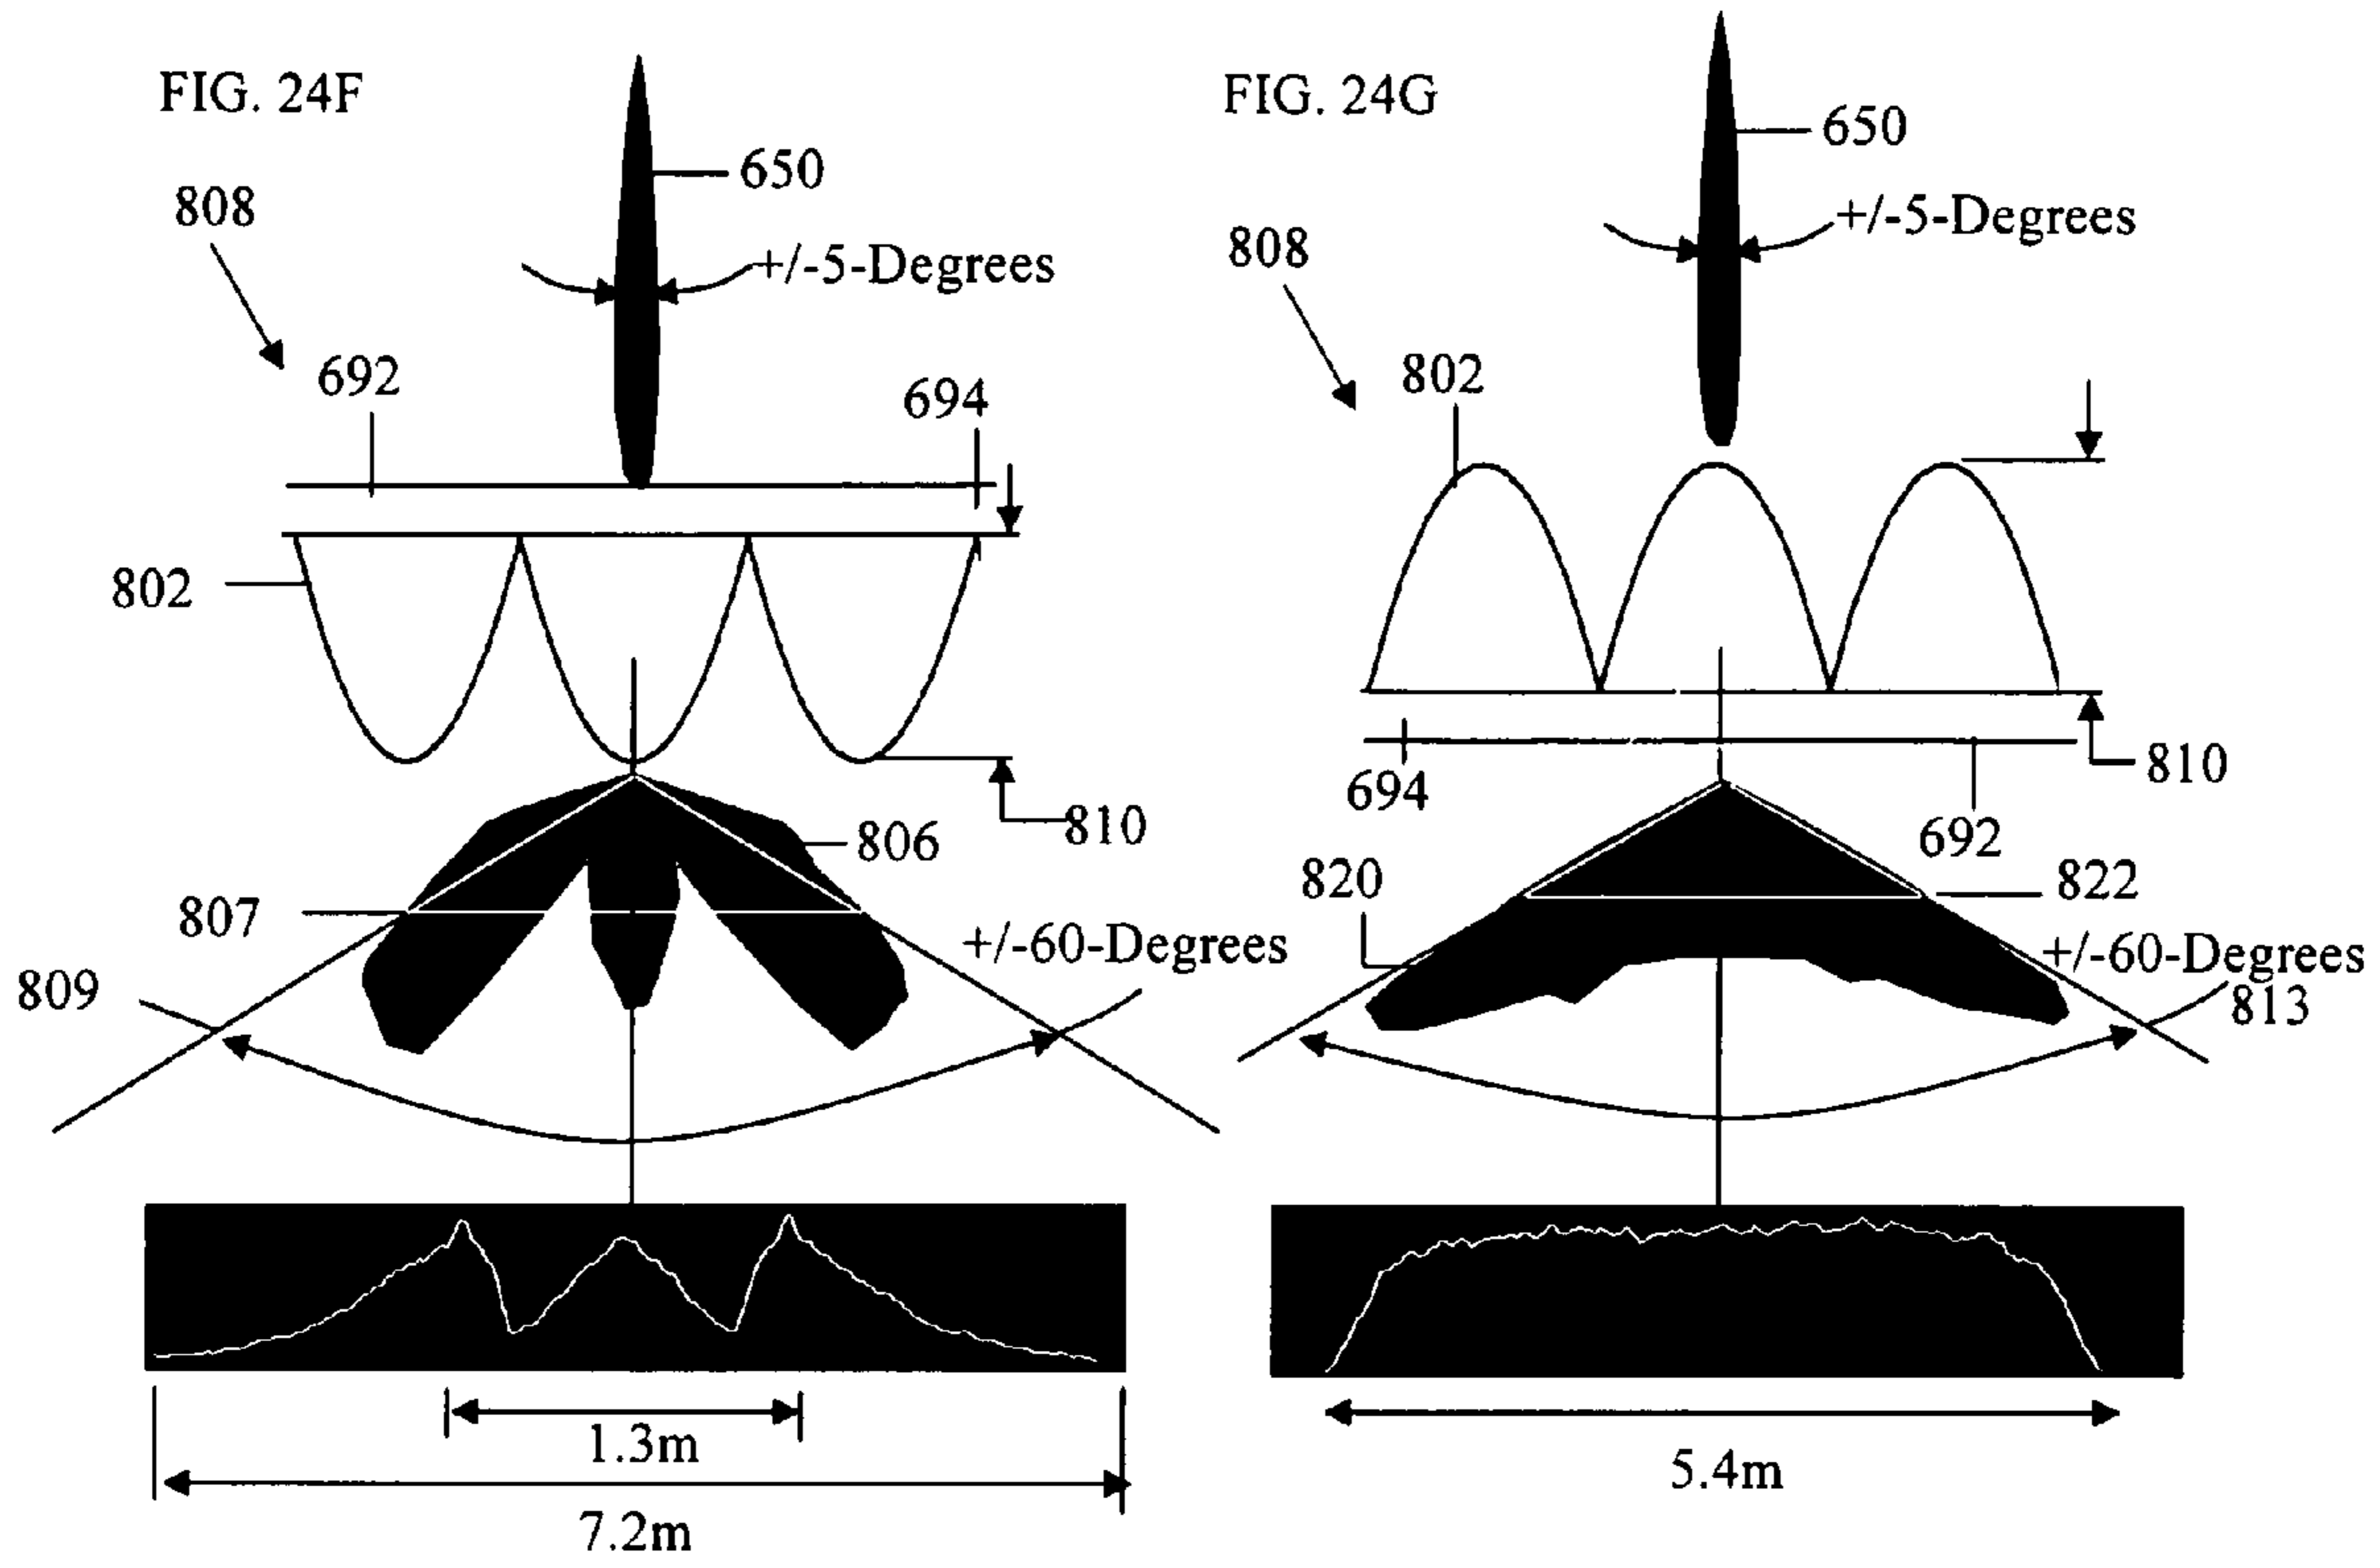 FIG. 24F
650
808
+/-5-Degrees
692
694
802
810
806
807
+/-60-Degrees
809
1.3m
7.2m
FIG. 24G
650
+/-5-Degrees
808
802
810
694
692
820
822
+/-60-Degrees
813
5.4m